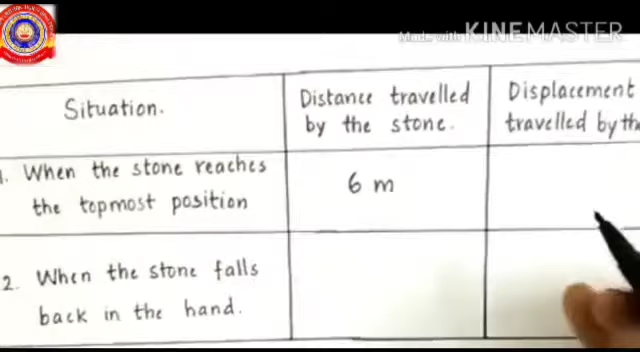 Made with KINEMASTER
Situation.
Distance travelled
by the stone.
Displacement
travelled by the
1. When the stone reaches
the topmost position
6 m
2. When the stone falls
back in the hand.